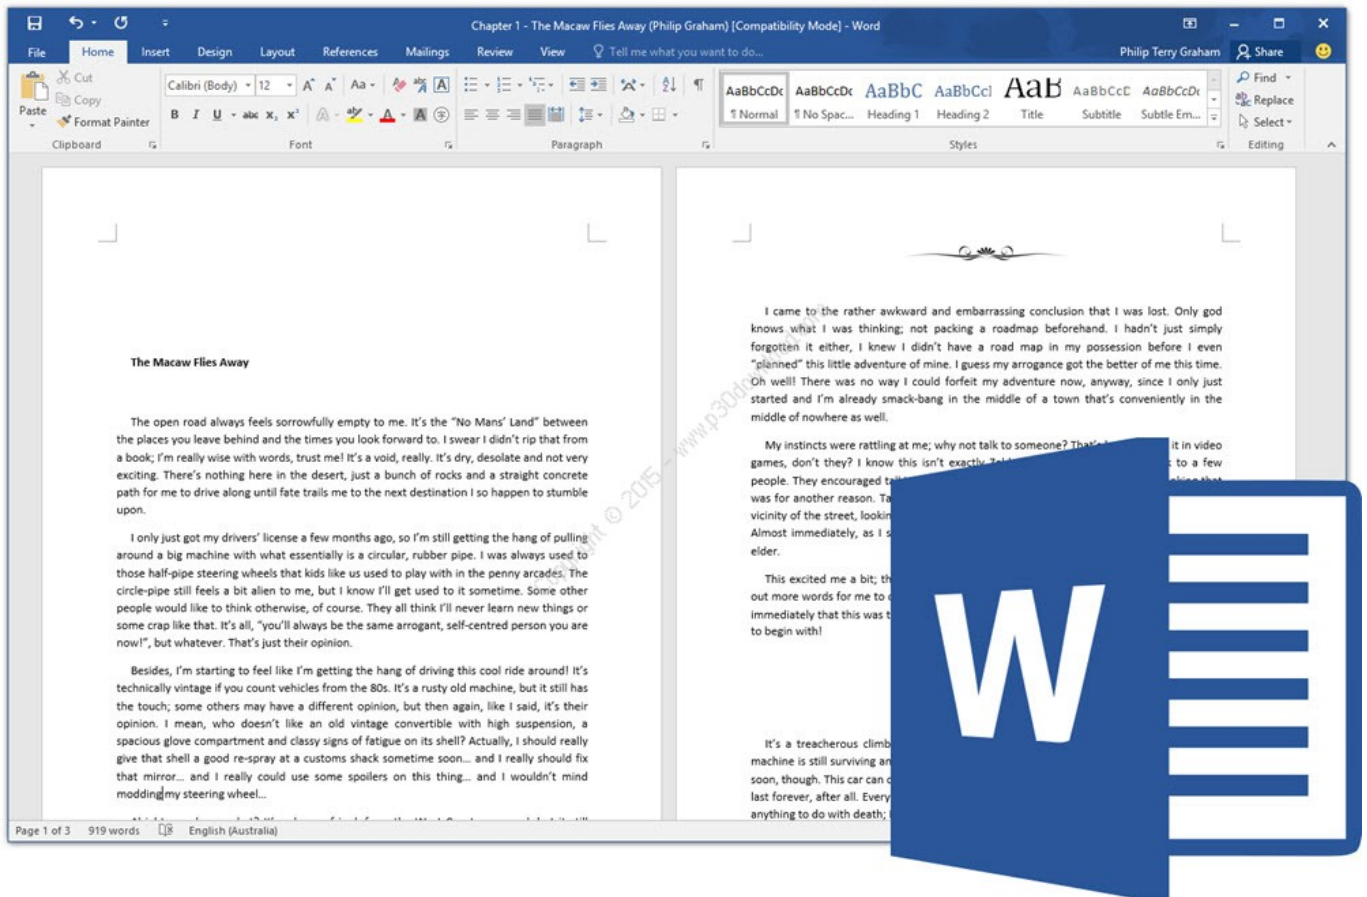 Chapter 1 - The Macaw Flies Away (Philip Graham) [Compatibility Mode] - Word
File Home Insert Design Layout References Mailings Review View Tell me what you want to do... Philip Terry Graham Share
Paste
Cut
Copy
Format Painter
Calibri (Body) 12 A A Aa A
B I U abc x₂ x² A A A
AaBbCcDc AaBbCcDc AaBbC AaBbCcl AaB AaBbCcD AaBbCcDc
¶ Normal ¶ No Spac... Heading 1 Heading 2 Title Subtitle Subtle Em...
Find
Replace
Select
Clipboard Font Paragraph Styles Editing
The Macaw Flies Away
The open road always feels sorrowfully empty to me. It's the “No Mans' Land” between
the places you leave behind and the times you look forward to. I swear I didn't rip that from
a book; I'm really wise with words, trust me! It's a void, really. It's dry, desolate and not very
exciting. There's nothing here in the desert, just a bunch of rocks and a straight concrete
path for me to drive along until fate trails me to the next destination I so happen to stumble
upon.
I only just got my drivers' license a few months ago, so I'm still getting the hang of pulling
around a big machine with what essentially is a circular, rubber pipe. I was always used to
those half-pipe steering wheels that kids like us used to play with in the penny arcades. The
circle-pipe still feels a bit alien to me, but I know I'll get used to it sometime. Some other
people would like to think otherwise, of course. They all think I'll never learn new things or
some crap like that. It's all, “you'll always be the same arrogant, self-centred person you are
now!”, but whatever. That's just their opinion.
Besides, I'm starting to feel like I'm getting the hang of driving this cool ride around! It's
technically vintage if you count vehicles from the 80s. It's a rusty old machine, but it still has
the touch; some others may have a different opinion, but then again, like I said, it's their
opinion. I mean, who doesn't like an old vintage convertible with high suspension, a
spacious glove compartment and classy signs of fatigue on its shell? Actually, I should really
give that shell a good re-spray at a customs shack sometime soon... and I really should fix
that mirror... and I really could use some spoilers on this thing... and I wouldn't mind
modding my steering wheel...
I came to the rather awkward and embarrassing conclusion that I was lost. Only god
knows what I was thinking; not packing a roadmap beforehand. I hadn't just simply
forgotten it either, I knew I didn't have a road map in my possession before I even
“planned” this little adventure of mine. I guess my arrogance got the better of me this time.
Oh well! There was no way I could forfeit my adventure now, anyway, since I only just
started and I'm already smack-bang in the middle of a town that's conveniently in the
middle of nowhere as well.
My instincts were rattling at me; why not talk to someone? That's it in video
games, don't they? I know this isn't exactly to a few
people. They encouraged
was for another reason.
vicinity of the street,
Almost immediately, as I
elder.
This excited me a bit;
out more words for me to
immediately that this was
to begin with!
It's a treacherous climb
machine is still surviving
soon, though. This car can
last forever, after all.
anything to do with death;
Copyright © 2015 - www.p30download.com
W
Page 1 of 3 919 words English (Australia)